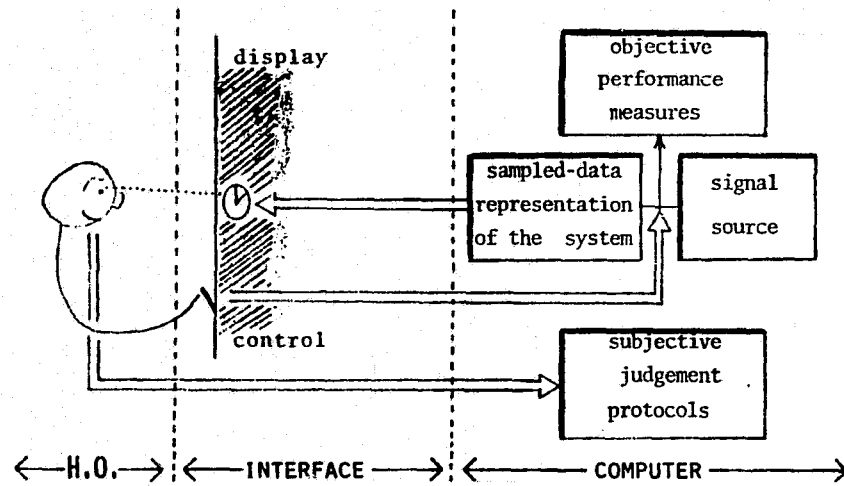 display
objective
performance
measures
sampled-data
representation
of the system
signal
source
control
subjective
judgement
protocols
H.O.
INTERFACE
COMPUTER